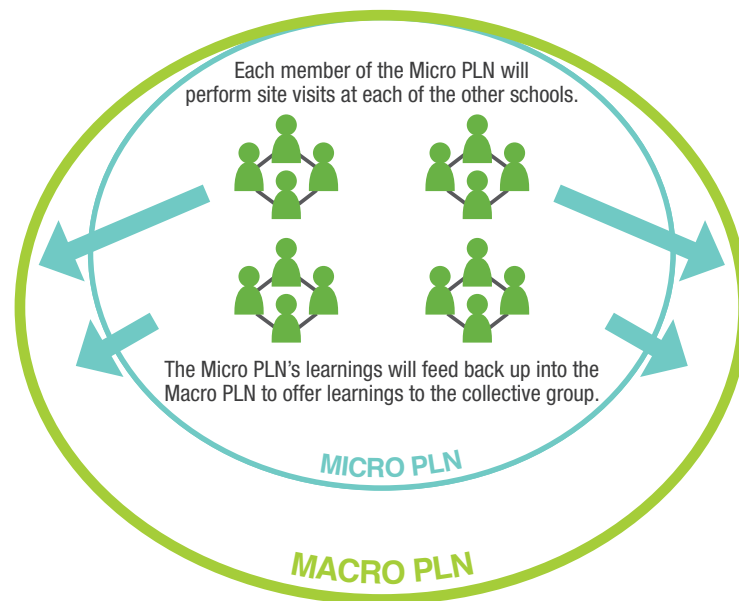 Each member of the Micro PLN will
perform site visits at each of the other schools.
The Micro PLN’s learnings will feed back up into the
Macro PLN to offer learnings to the collective group.
MICRO PLN
MACRO PLN